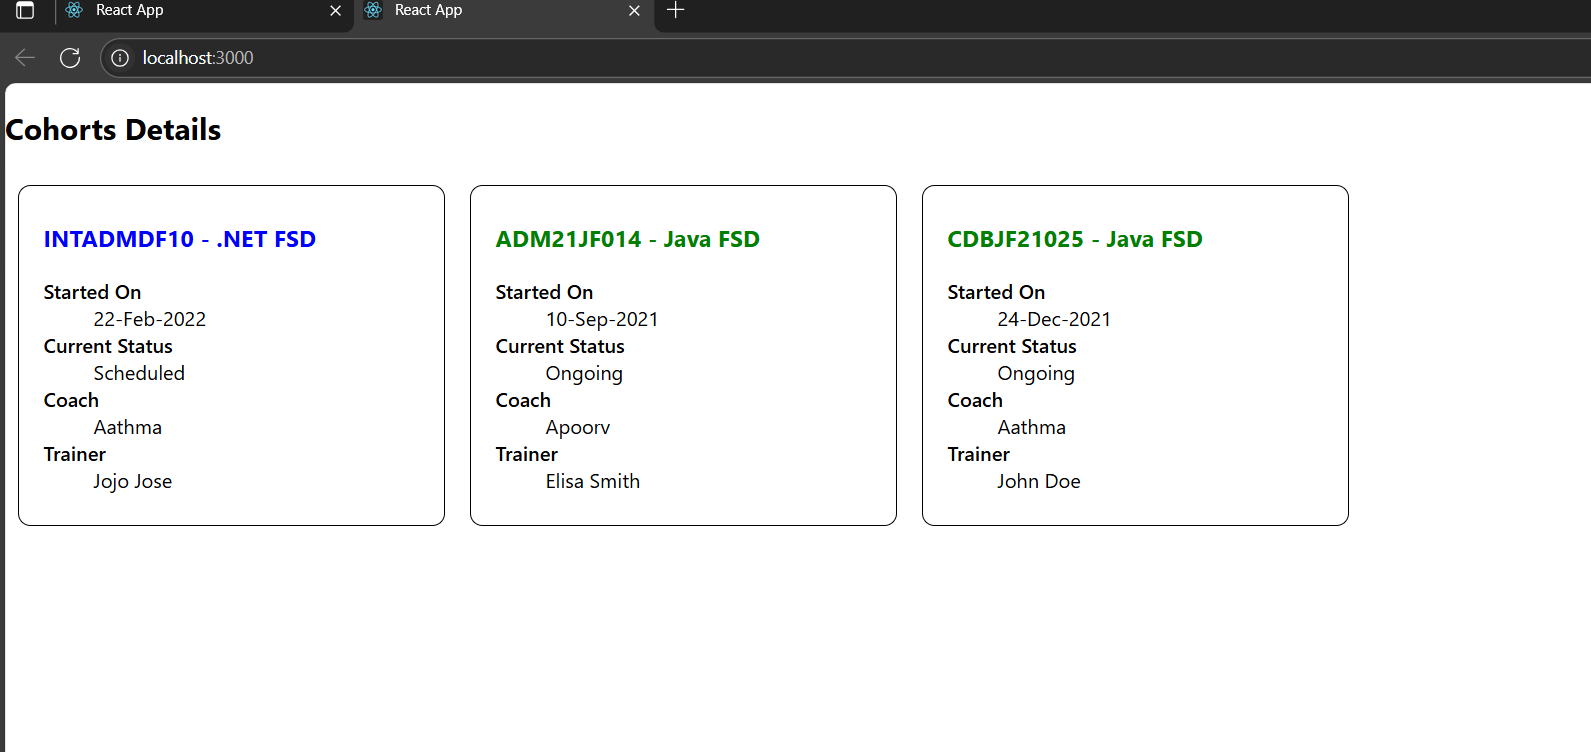 React App
React App
localhost:3000
Cohorts Details
INTADMDF10 - .NET FSD
Started On
22-Feb-2022
Current Status
Scheduled
Coach
Aathma
Trainer
Jojo Jose
ADM21JF014 - Java FSD
Started On
10-Sep-2021
Current Status
Ongoing
Coach
Apoorv
Trainer
Elisa Smith
CDBJF21025 - Java FSD
Started On
24-Dec-2021
Current Status
Ongoing
Coach
Aathma
Trainer
John Doe